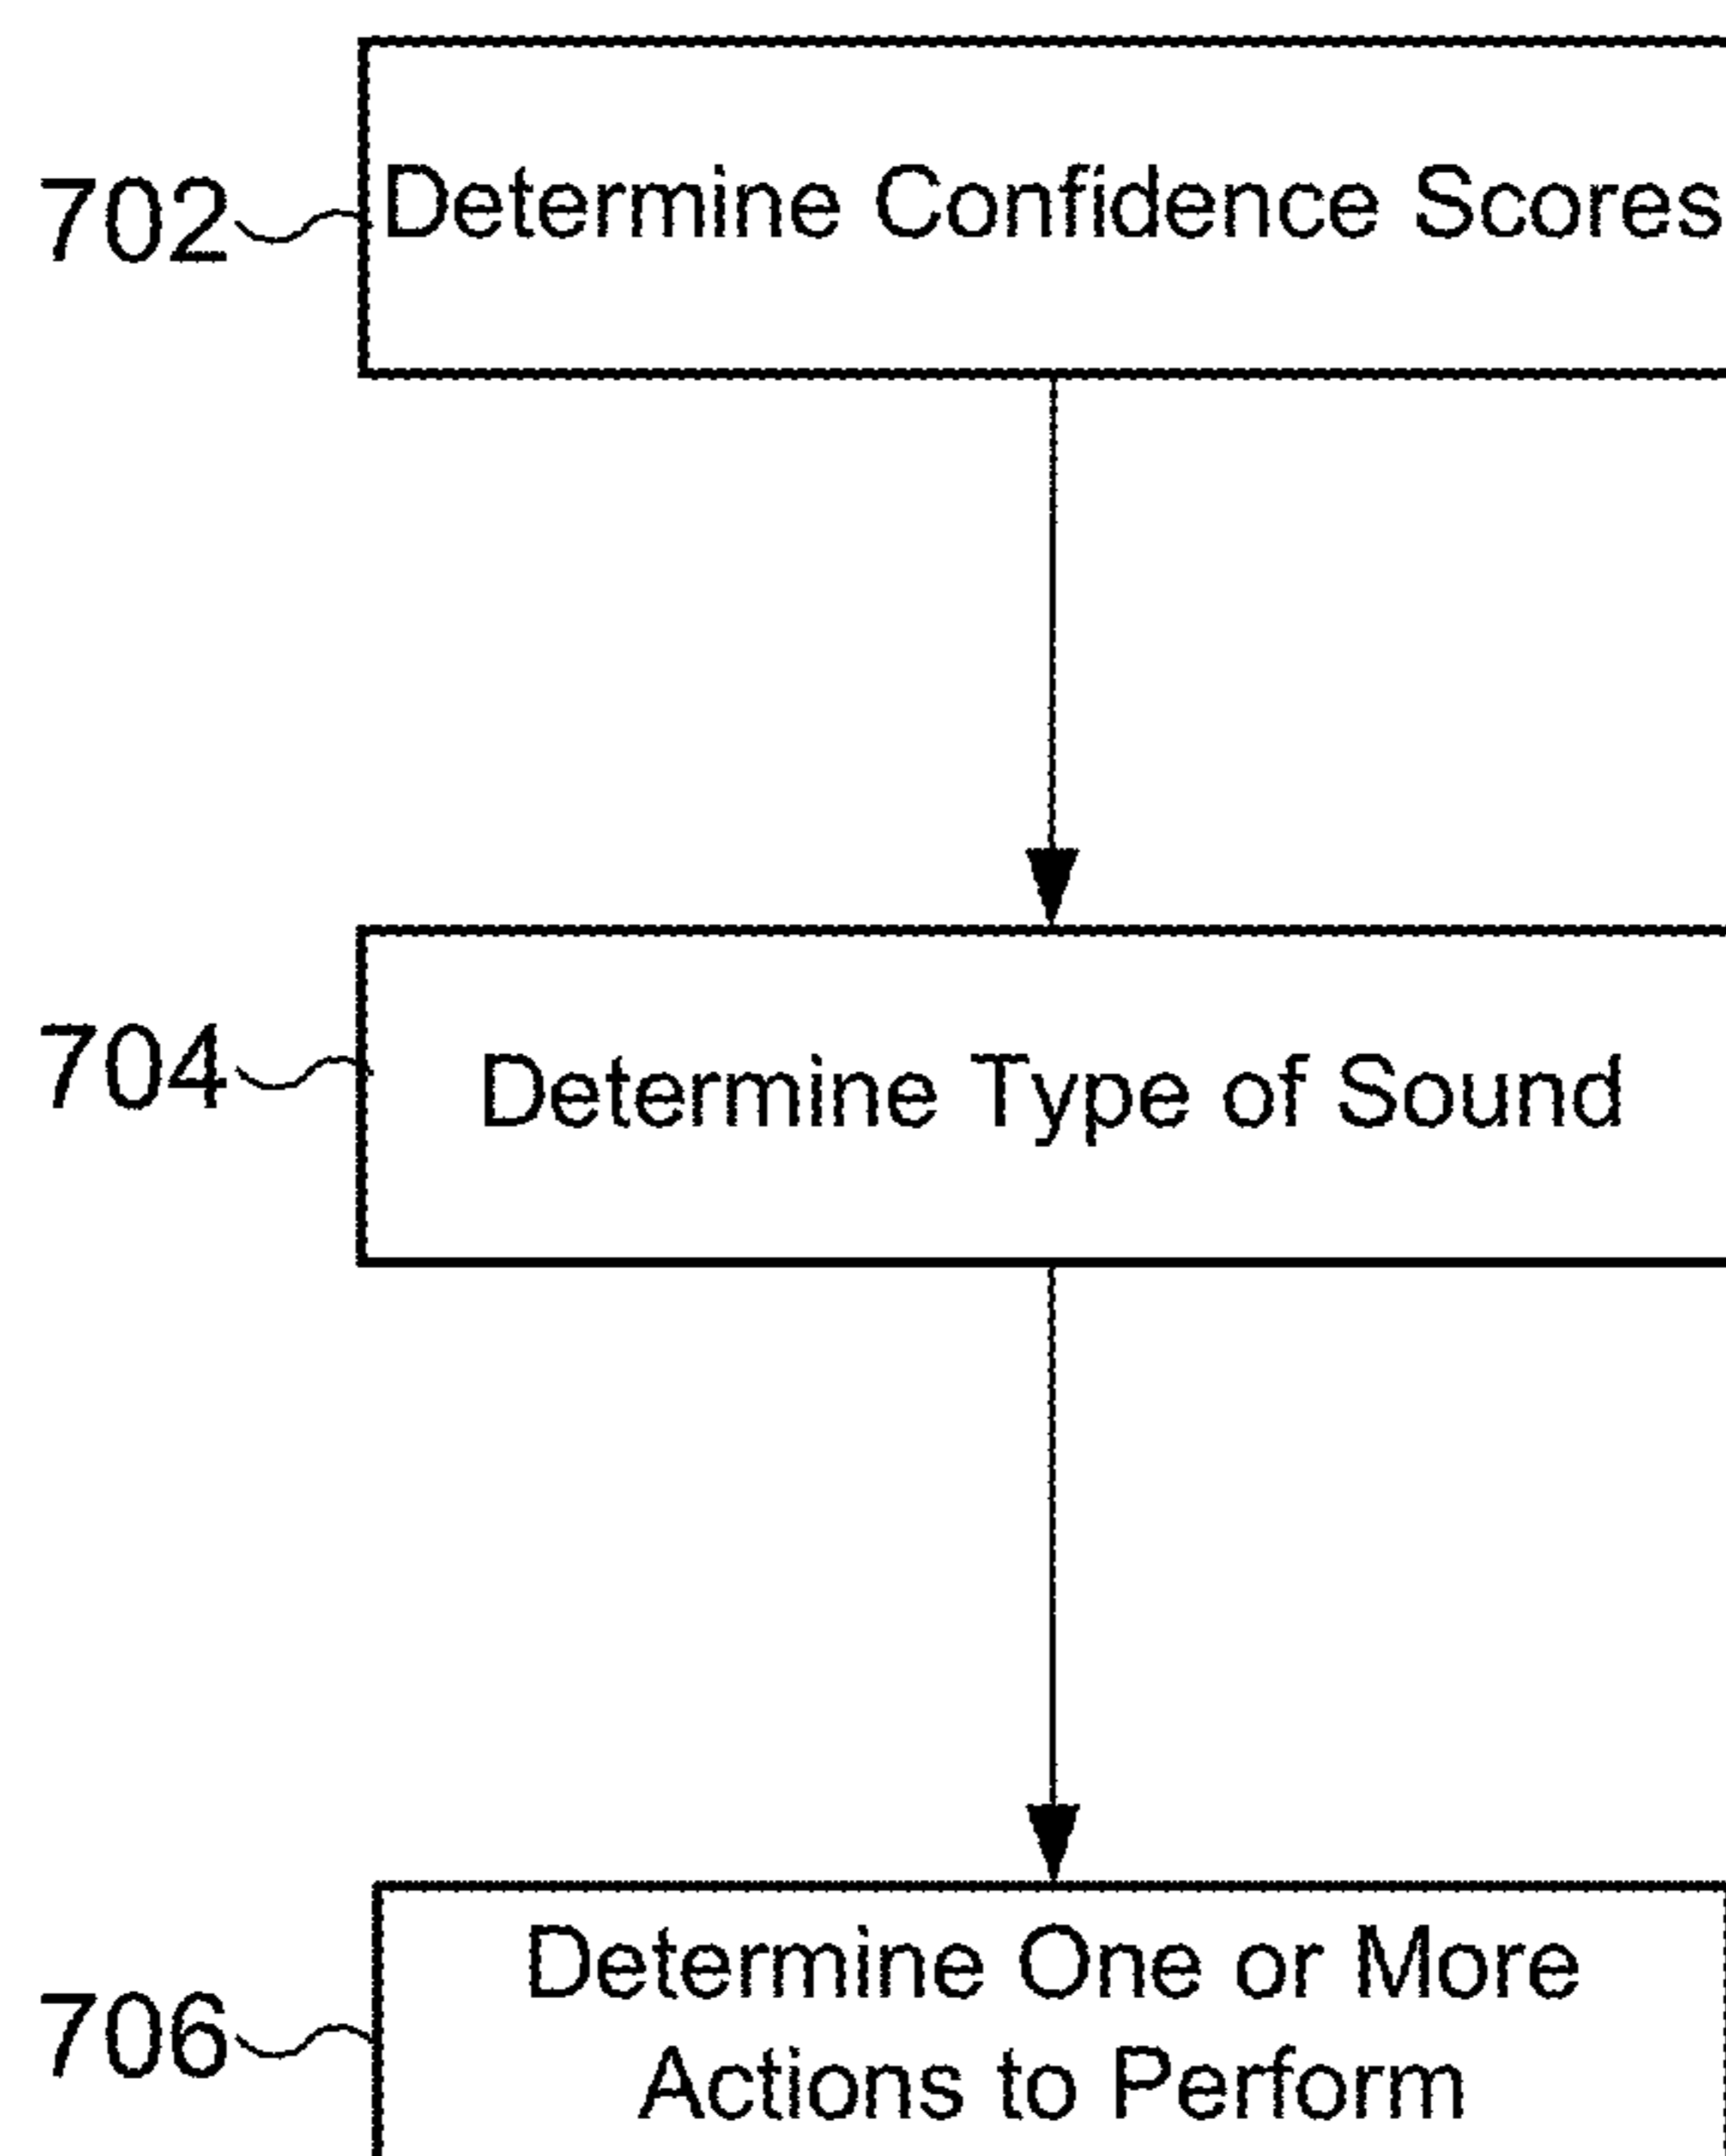 702
Determine Confidence Scores
704
Determine Type of Sound
706
Determine One or More
Actions to Perform